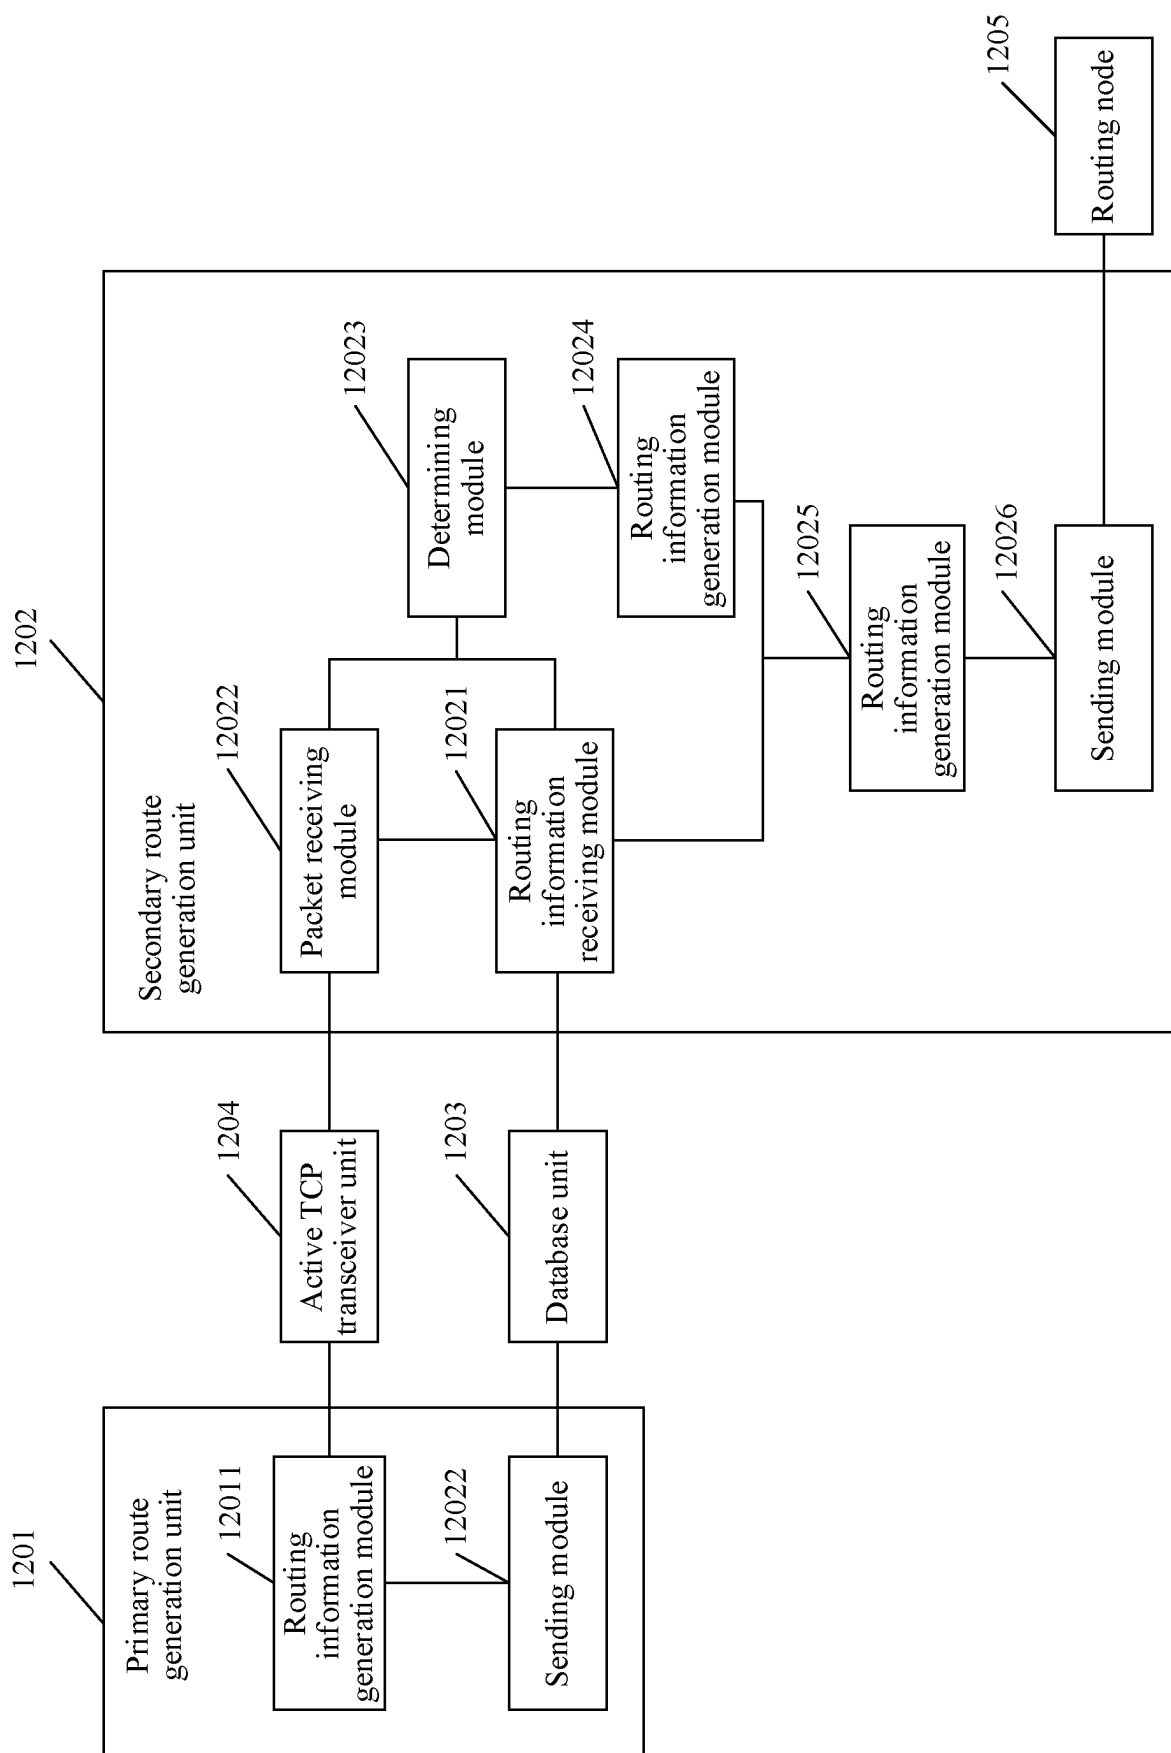 1201
Primary route
generation unit
12011
Routing
information
generation module
12022
Sending module
1204
Active TCP
transceiver unit
1203
Database unit
1202
Secondary route
generation unit
12022
Packet receiving
module
12021
Routing
information
receiving module
12023
Determining
module
12024
Routing
information
generation module
12025
Routing
information
generation module
12026
Sending module
1205
Routing node